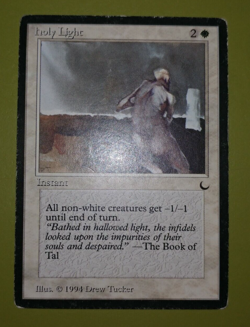 Holy Light 2
Instant
All non-white creatures get –1/–1
until end of turn.
"Bathed in hallowed light, the infidels
looked upon the impurities of their
souls and despaired." —The Book of
Tal
Illus. © 1994 Drew Tucker